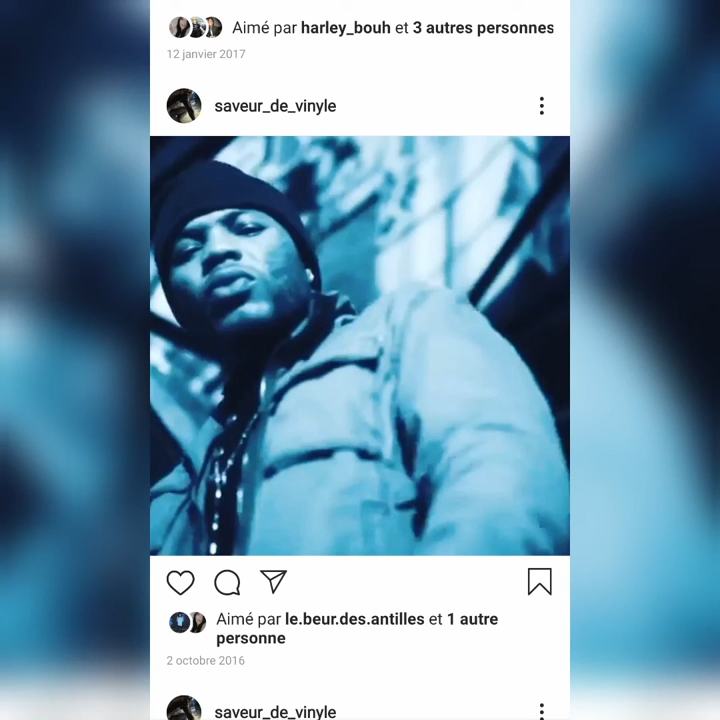 Aimé par harley_bouh et 3 autres personnes
12 janvier 2017
saveur_de_vinyle
Aimé par le.beur.des.antilles et 1 autre
personne
2 octobre 2016
saveur_de_vinyle